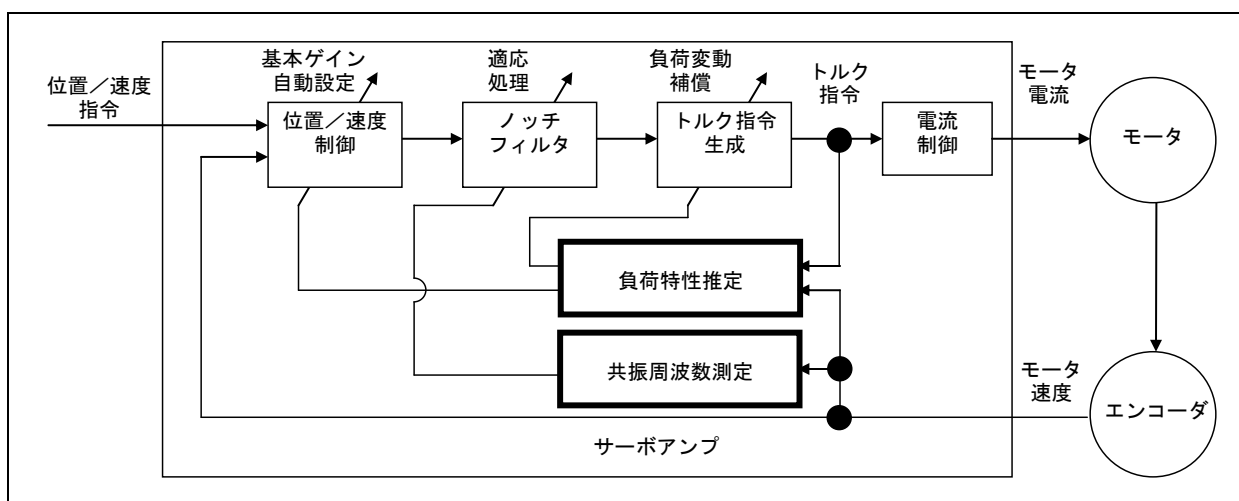 位置／速度
指令
基本ゲイン
自動設定
適応
処理
負荷変動
補償
トルク
指令
モータ
電流
位置／速度
制御
ノッチ
フィルタ
トルク指令
生成
電流
制御
モータ
負荷特性推定
共振周波数測定
モータ
速度
エンコーダ
サーボアンプ